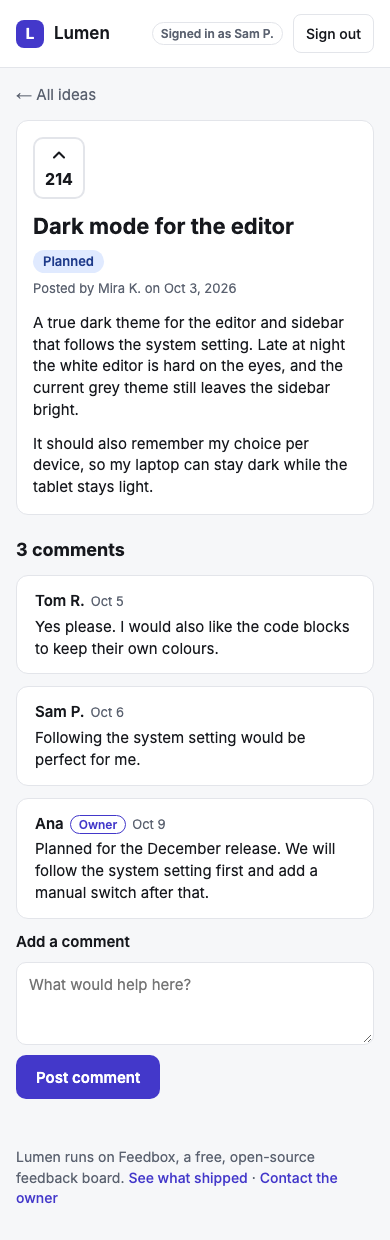 L
Lumen
Signed in as Sam P.
Sign out
← All ideas
214
Dark mode for the editor
Planned
Posted by Mira K. on Oct 3, 2026
A true dark theme for the editor and sidebar
that follows the system setting. Late at night
the white editor is hard on the eyes, and the
current grey theme still leaves the sidebar
bright.
It should also remember my choice per
device, so my laptop can stay dark while the
tablet stays light.
3 comments
Tom R. Oct 5
Yes please. I would also like the code blocks
to keep their own colours.
Sam P. Oct 6
Following the system setting would be
perfect for me.
Ana Owner Oct 9
Planned for the December release. We will
follow the system setting first and add a
manual switch after that.
Add a comment
What would help here?
Post comment
Lumen runs on Feedbox, a free, open-source
feedback board. See what shipped · Contact the
owner